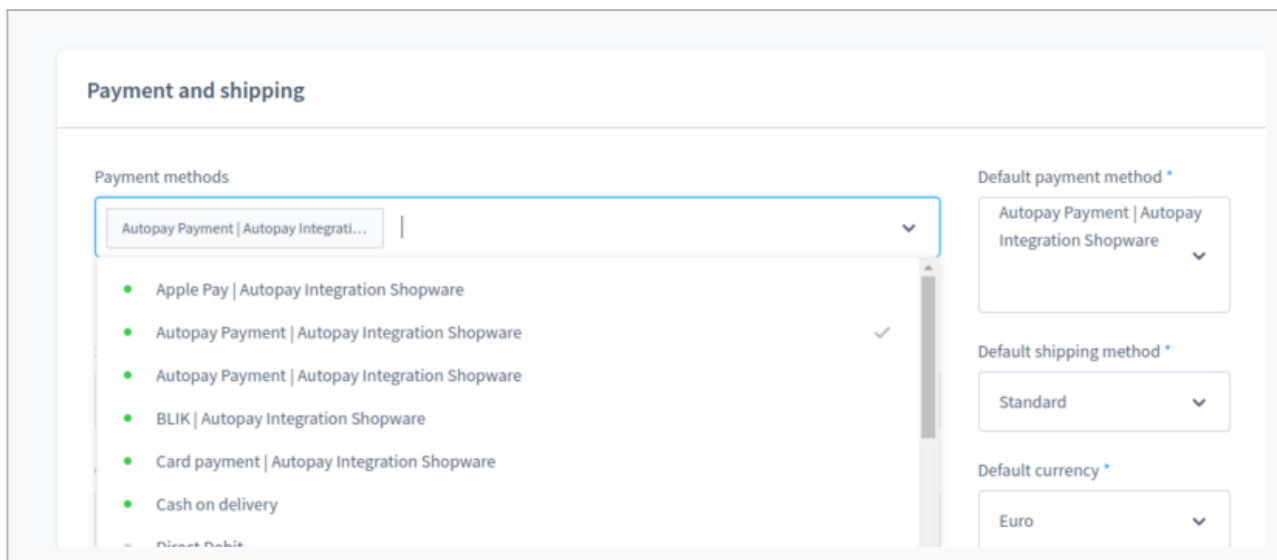 Payment and shipping
Payment methods
Autopay Payment | Autopay Integrati...
Apple Pay | Autopay Integration Shopware
Autopay Payment | Autopay Integration Shopware
Autopay Payment | Autopay Integration Shopware
BLIK | Autopay Integration Shopware
Card payment | Autopay Integration Shopware
Cash on delivery
Direct Debit
Default payment method *
Autopay Payment | Autopay
Integration Shopware
Default shipping method *
Standard
Default currency *
Euro